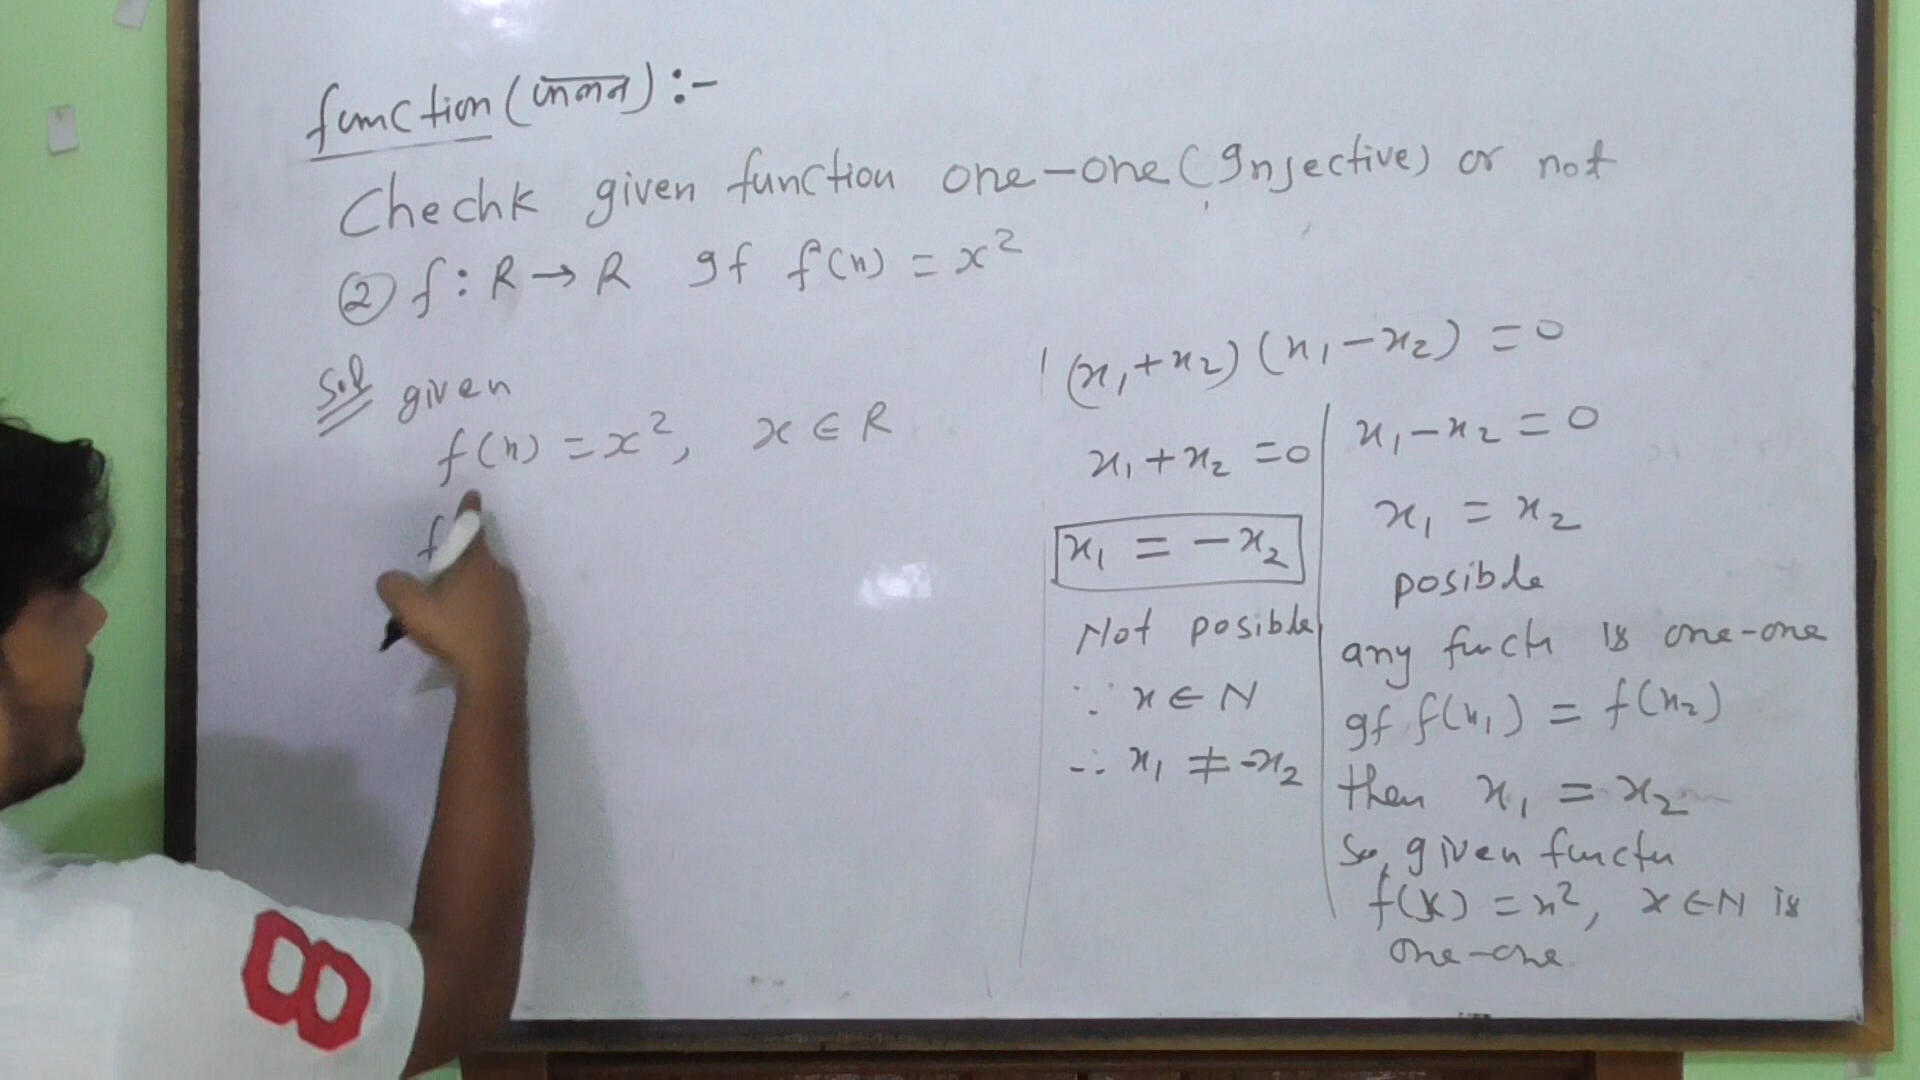 function (फलन) :-
Chechk given function one-one (Injective) or not
② f : R → R If f(x) = x²
Sol given
f(x) = x², x ∈ R
f
(x₁+x₂) (x₁-x₂) = 0
x₁+x₂ =0
x₁ = -x₂
Not posible
∵ x ∈ N
∴ x₁ ≠ -x₂
x₁-x₂ = 0
x₁ = x₂
posible
any fuctn is one-one
If f(x₁) = f(x₂)
then x₁ = x₂
So, given functn
f(x) = x², x ∈ N is
one-one
8